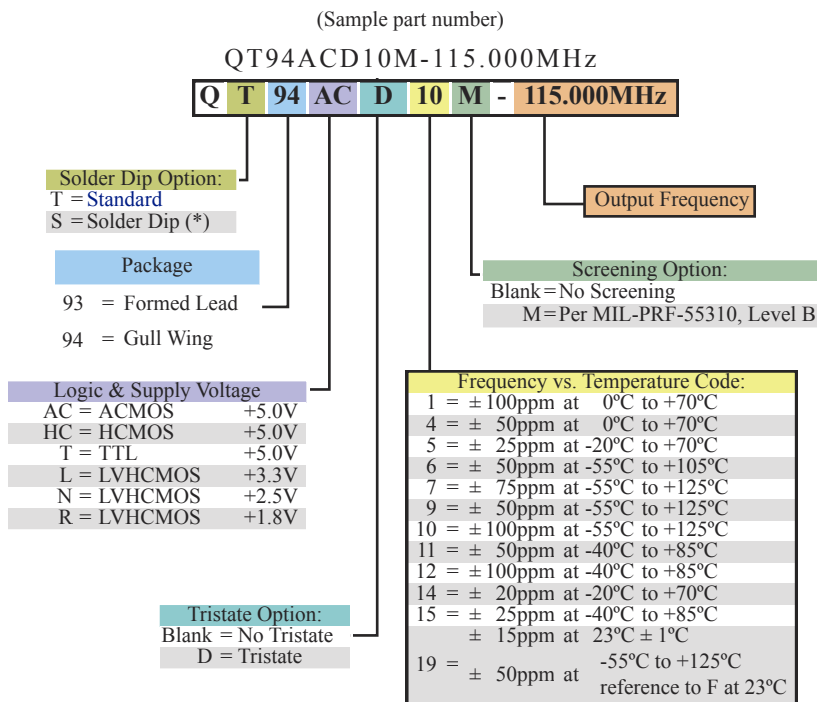 (Sample part number)
QT94ACD10M-115.000MHz
Q T 94 AC D 10 M - 115.000MHz
Solder Dip Option:
T = Standard
S = Solder Dip (*)
Output Frequency
Package
93 = Formed Lead
94 = Gull Wing
Screening Option:
Blank = No Screening
M = Per MIL-PRF-55310, Level B
Logic & Supply Voltage
AC = ACMOS +5.0V
HC = HCMOS +5.0V
T = TTL +5.0V
L = LVHCMOS +3.3V
N = LVHCMOS +2.5V
R = LVHCMOS +1.8V
Frequency vs. Temperature Code:
1 = ± 100ppm at 0ºC to +70ºC
4 = ± 50ppm at 0ºC to +70ºC
5 = ± 25ppm at -20ºC to +70ºC
6 = ± 50ppm at -55ºC to +105ºC
7 = ± 75ppm at -55ºC to +125ºC
9 = ± 50ppm at -55ºC to +125ºC
10 = ± 100ppm at -55ºC to +125ºC
11 = ± 50ppm at -40ºC to +85ºC
12 = ± 100ppm at -40ºC to +85ºC
14 = ± 20ppm at -20ºC to +70ºC
15 = ± 25ppm at -40ºC to +85ºC
± 15ppm at 23ºC ± 1ºC
19 = ± 50ppm at -55ºC to +125ºC
reference to F at 23ºC
Tristate Option:
Blank = No Tristate
D = Tristate